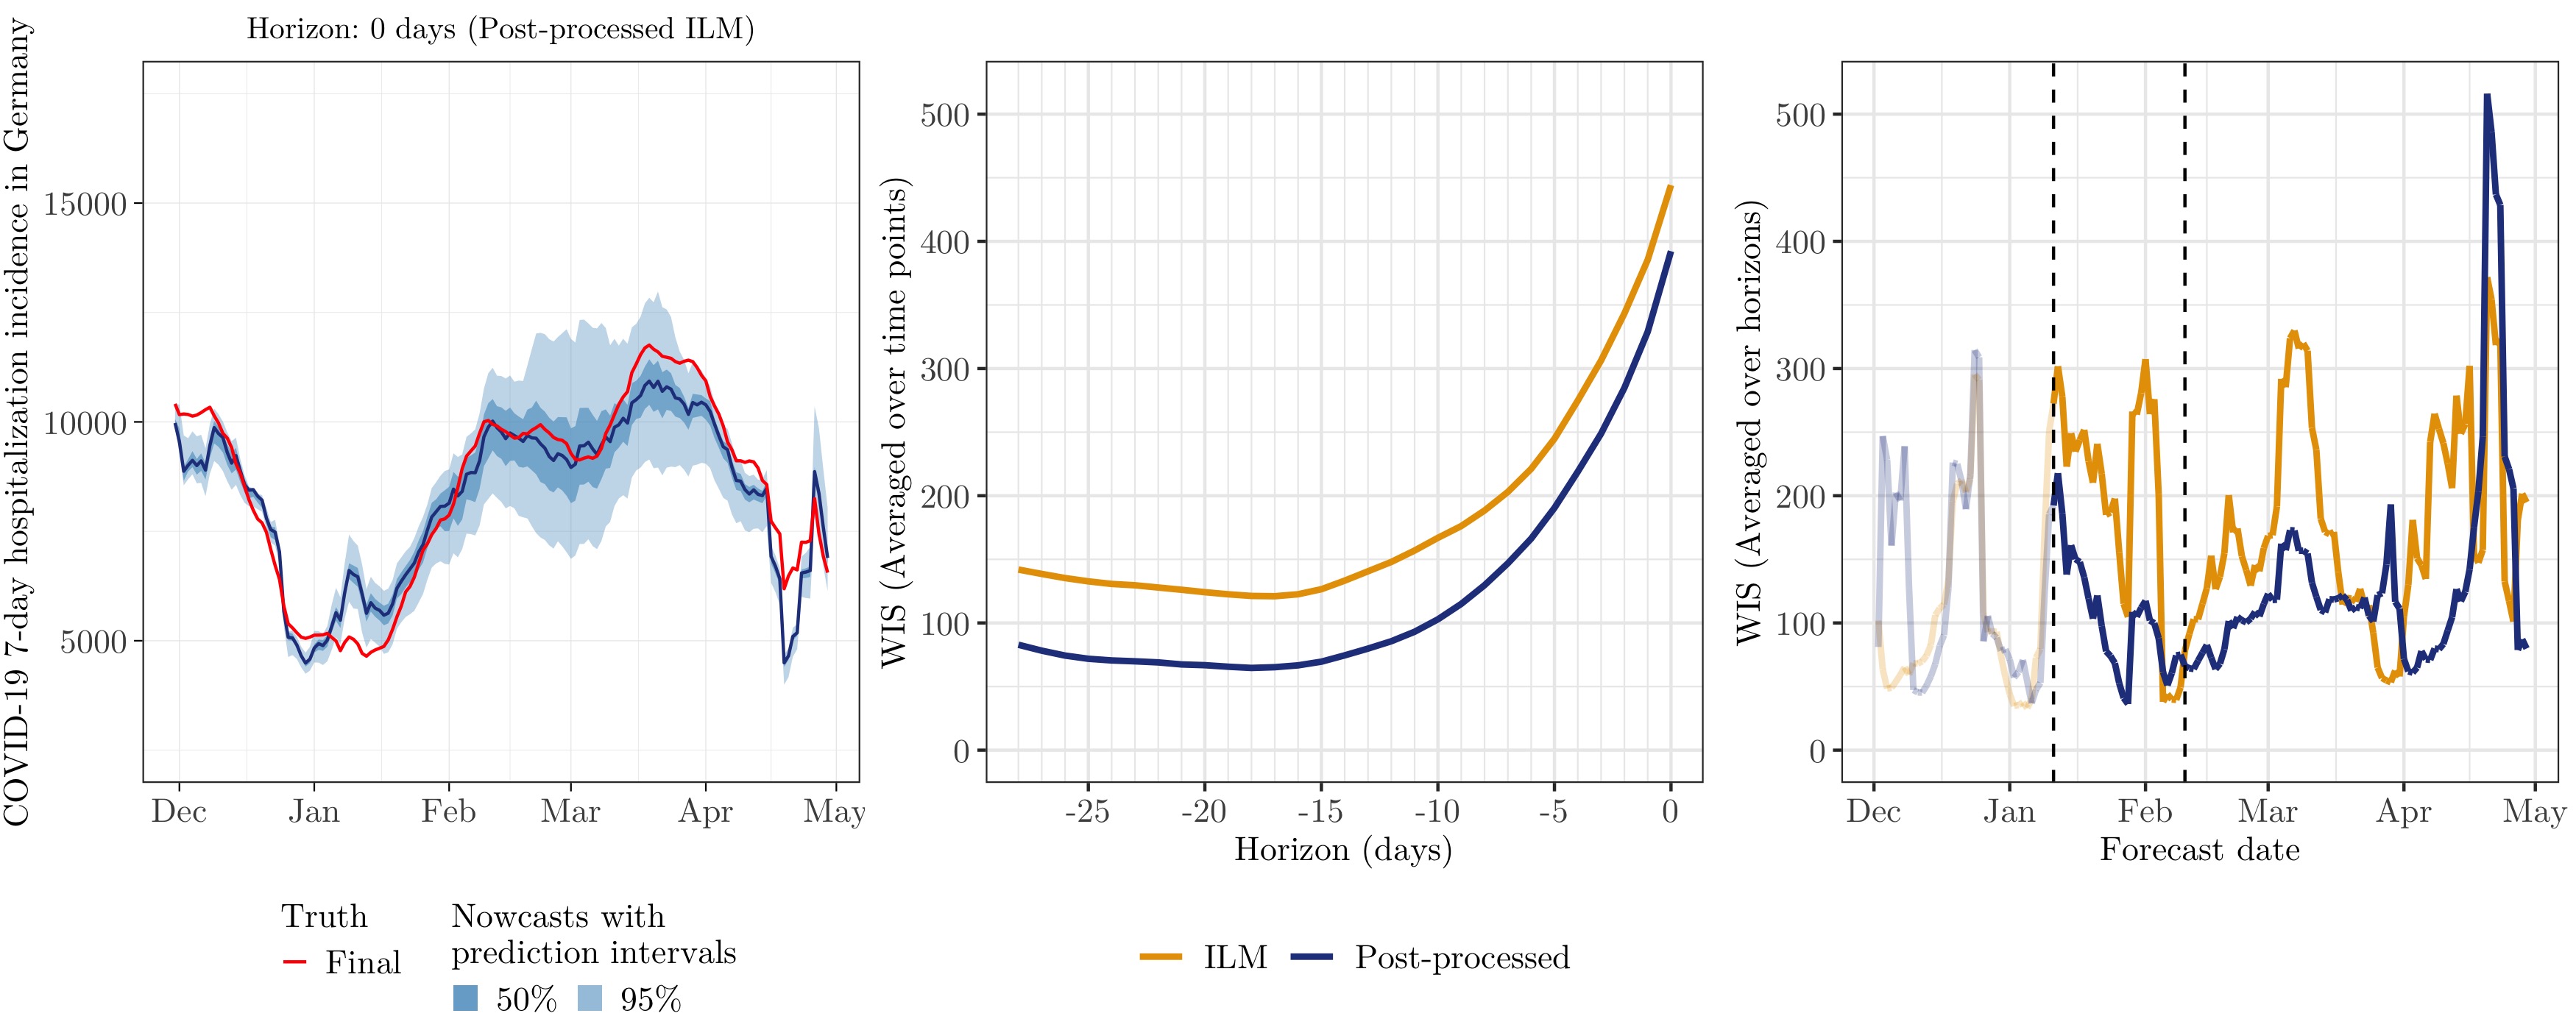 Horizon: 0 days (Post-processed ILM)
COVID-19 7-day hospitalization incidence in Germany
15000
10000
5000
Dec Jan Feb Mar Apr May
Truth
Final
Nowcasts with
prediction intervals
50% 95%
WIS (Averaged over time points)
500
400
300
200
100
0
-25 -20 -15 -10 -5 0
Horizon (days)
ILM Post-processed
WIS (Averaged over horizons)
500
400
300
200
100
0
Dec Jan Feb Mar Apr May
Forecast date